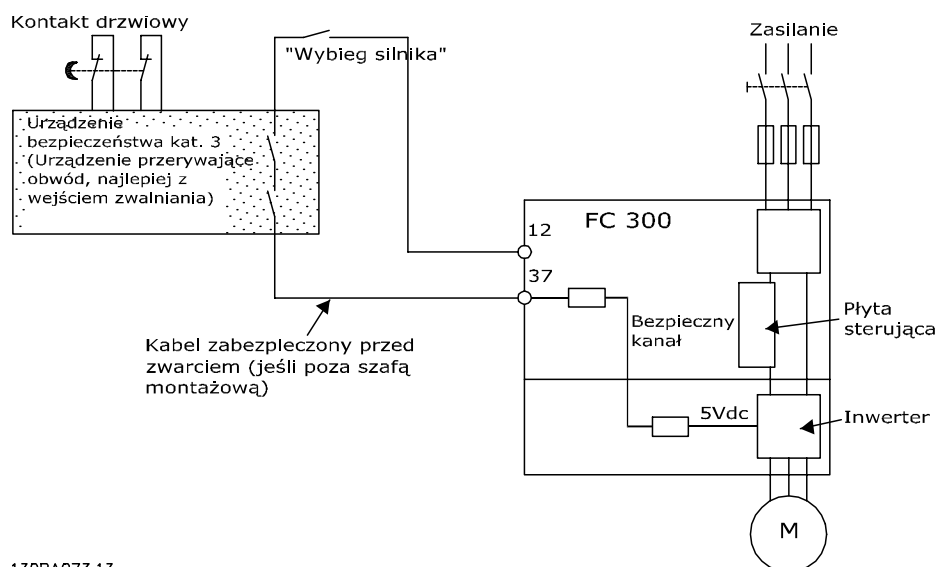 Kontakt drzwiowy
"Wybieg silnika"
Zasilanie
Urządzenie
bezpieczeństwa kat. 3
(Urządzenie przerywające
obwód, najlepiej z
wejściem zwalniania)
FC 300
12
37
Bezpieczny
kanał
Płyta
sterująca
Kabel zabezpleczony przed
zwarciem (jeśli poza szafą
montażową)
5Vdc
Inwerter
M